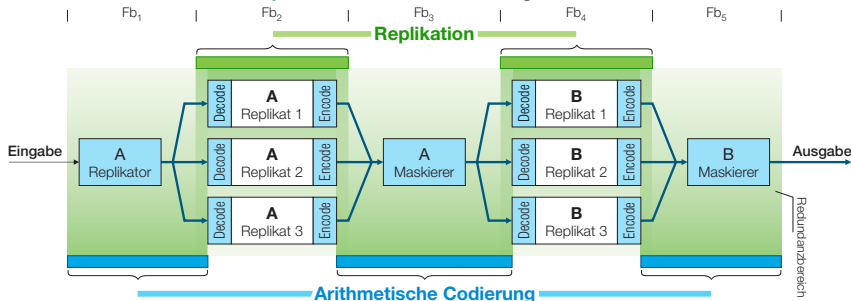 Fb1
Fb2
Fb3
Fb4
Fb5
Replikation
Decode
A
Replikat 1
Encode
Decode
B
Replikat 1
Encode
Eingabe
A
Replikator
Decode
A
Replikat 2
Encode
A
Maskierer
Decode
B
Replikat 2
Encode
B
Maskierer
Ausgabe
Decode
A
Replikat 3
Encode
Decode
B
Replikat 3
Encode
Redundanzbereich
Arithmetische Codierung